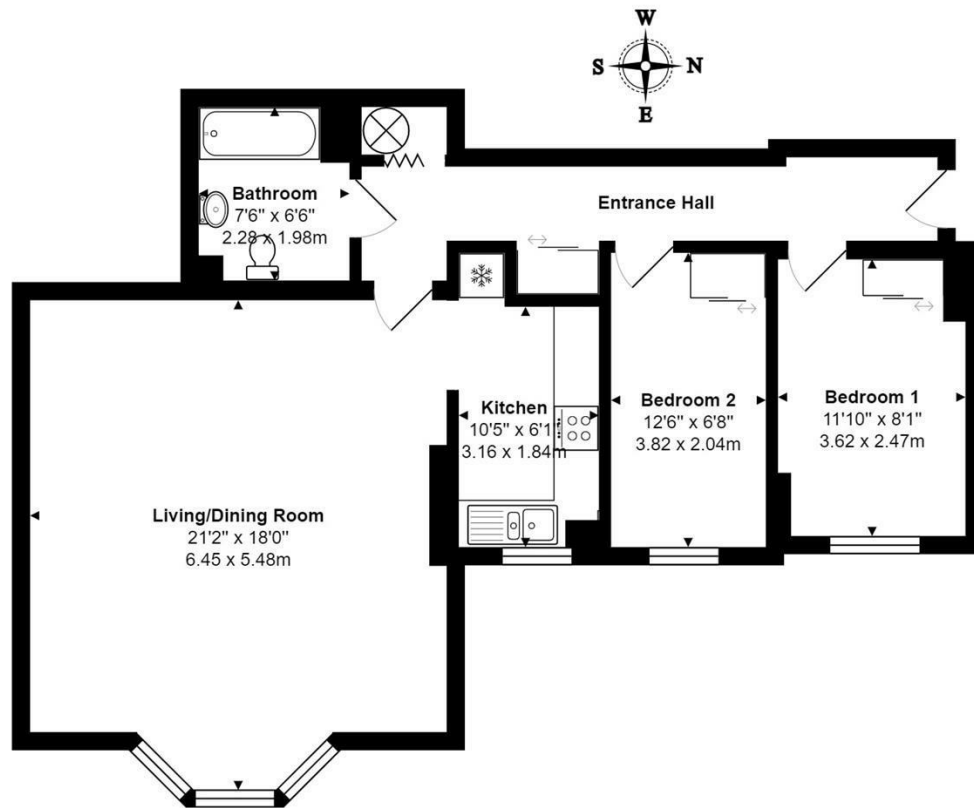 W
S N
E
Bathroom
7'6" x 6'6"
2.28 x 1.98m
Entrance Hall
Kitchen
10'5" x 6'1"
3.16 x 1.84m
Bedroom 2
12'6" x 6'8"
3.82 x 2.04m
Bedroom 1
11'10" x 8'1"
3.62 x 2.47m
Living/Dining Room
21'2" x 18'0"
6.45 x 5.48m